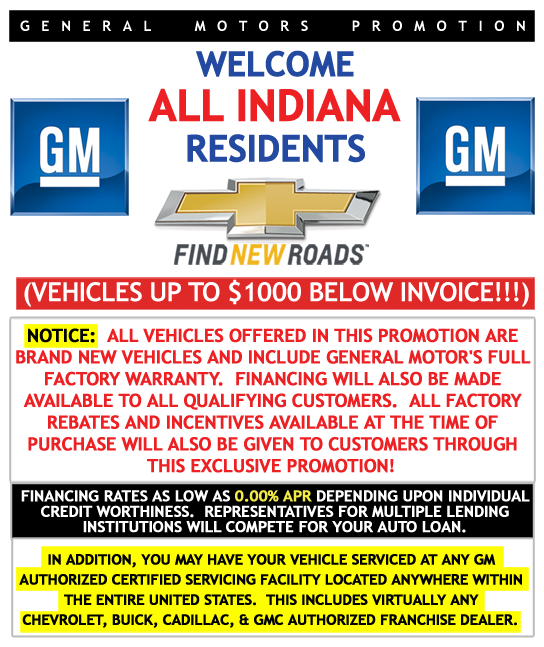 GENERAL MOTORS PROMOTION
WELCOME
ALL INDIANA
RESIDENTS
GM
GM
FIND NEW ROADS™
(VEHICLES UP TO $1000 BELOW INVOICE!!!)
NOTICE: ALL VEHICLES OFFERED IN THIS PROMOTION ARE
BRAND NEW VEHICLES AND INCLUDE GENERAL MOTOR'S FULL
FACTORY WARRANTY. FINANCING WILL ALSO BE MADE
AVAILABLE TO ALL QUALIFYING CUSTOMERS. ALL FACTORY
REBATES AND INCENTIVES AVAILABLE AT THE TIME OF
PURCHASE WILL ALSO BE GIVEN TO CUSTOMERS THROUGH
THIS EXCLUSIVE PROMOTION!
FINANCING RATES AS LOW AS 0.00% APR DEPENDING UPON INDIVIDUAL
CREDIT WORTHINESS. REPRESENTATIVES FOR MULTIPLE LENDING
INSTITUTIONS WILL COMPETE FOR YOUR AUTO LOAN.
IN ADDITION, YOU MAY HAVE YOUR VEHICLE SERVICED AT ANY GM
AUTHORIZED CERTIFIED SERVICING FACILITY LOCATED ANYWHERE WITHIN
THE ENTIRE UNITED STATES. THIS INCLUDES VIRTUALLY ANY
CHEVROLET, BUICK, CADILLAC, & GMC AUTHORIZED FRANCHISE DEALER.